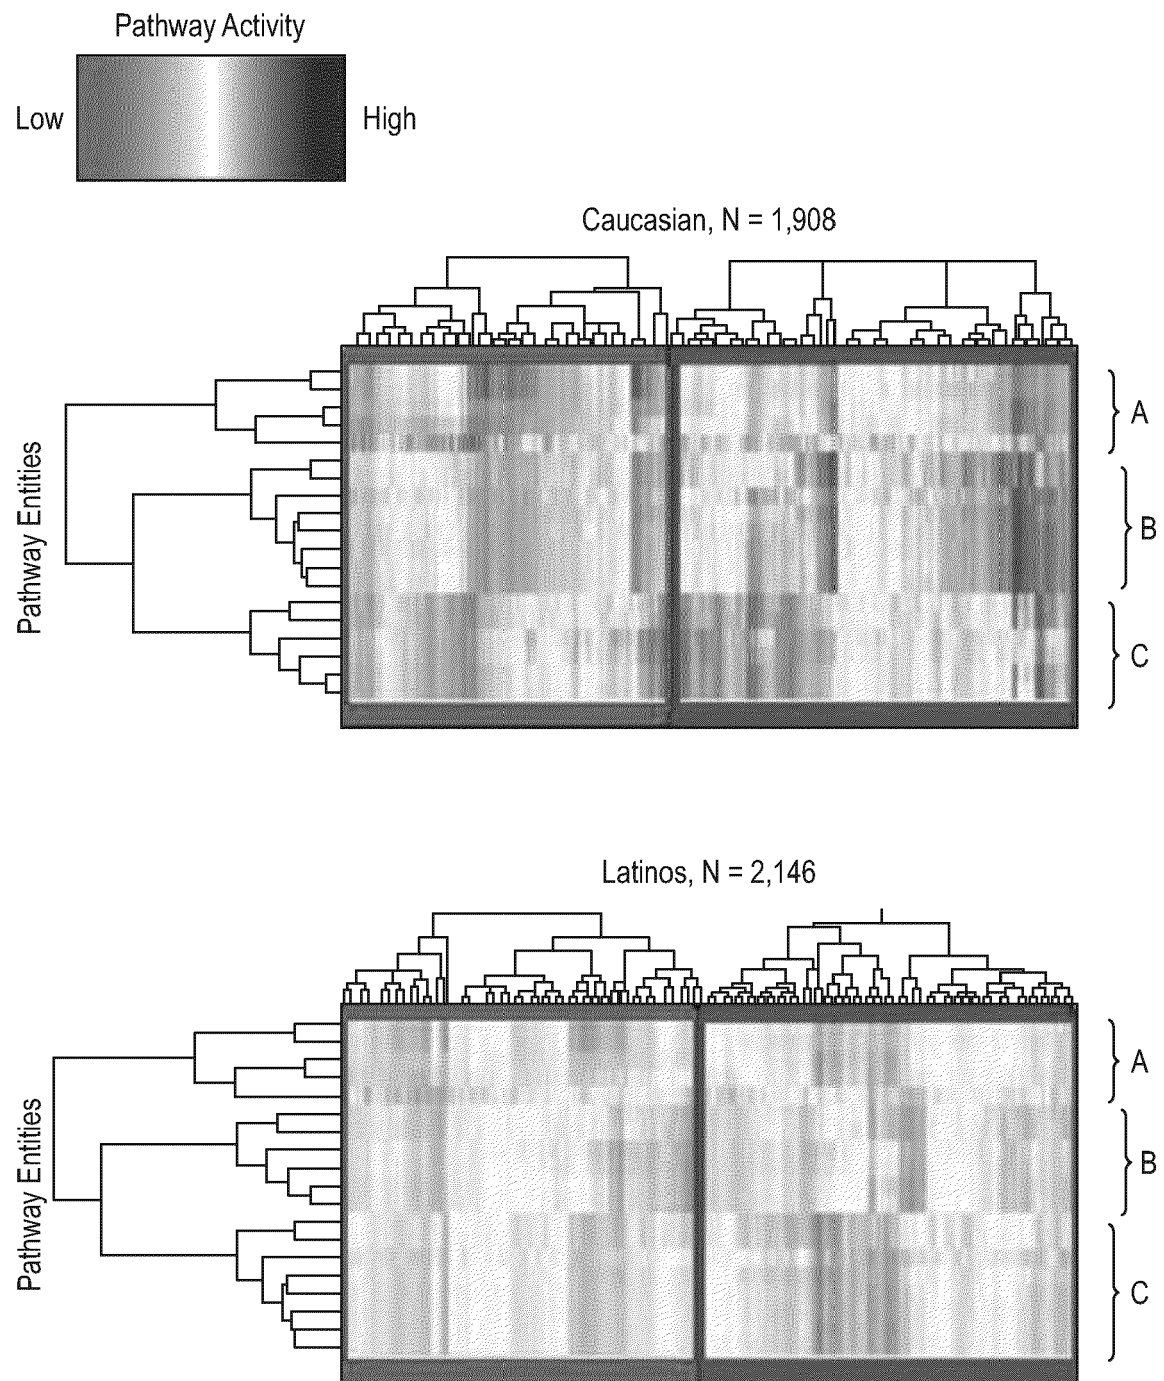 Pathway Activity
Low
High
Caucasian, N = 1,908
Pathway Entities
A
B
C
Latinos, N = 2,146
Pathway Entities
A
B
C